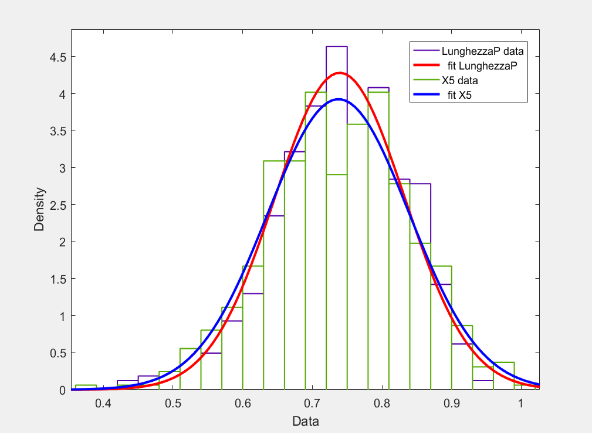 4.5
4
3.5
3
2.5
2
1.5
1
0.5
0
Density
0.4 0.5 0.6 0.7 0.8 0.9 1
Data
LunghezzaP data
fit LunghezzaP
X5 data
fit X5